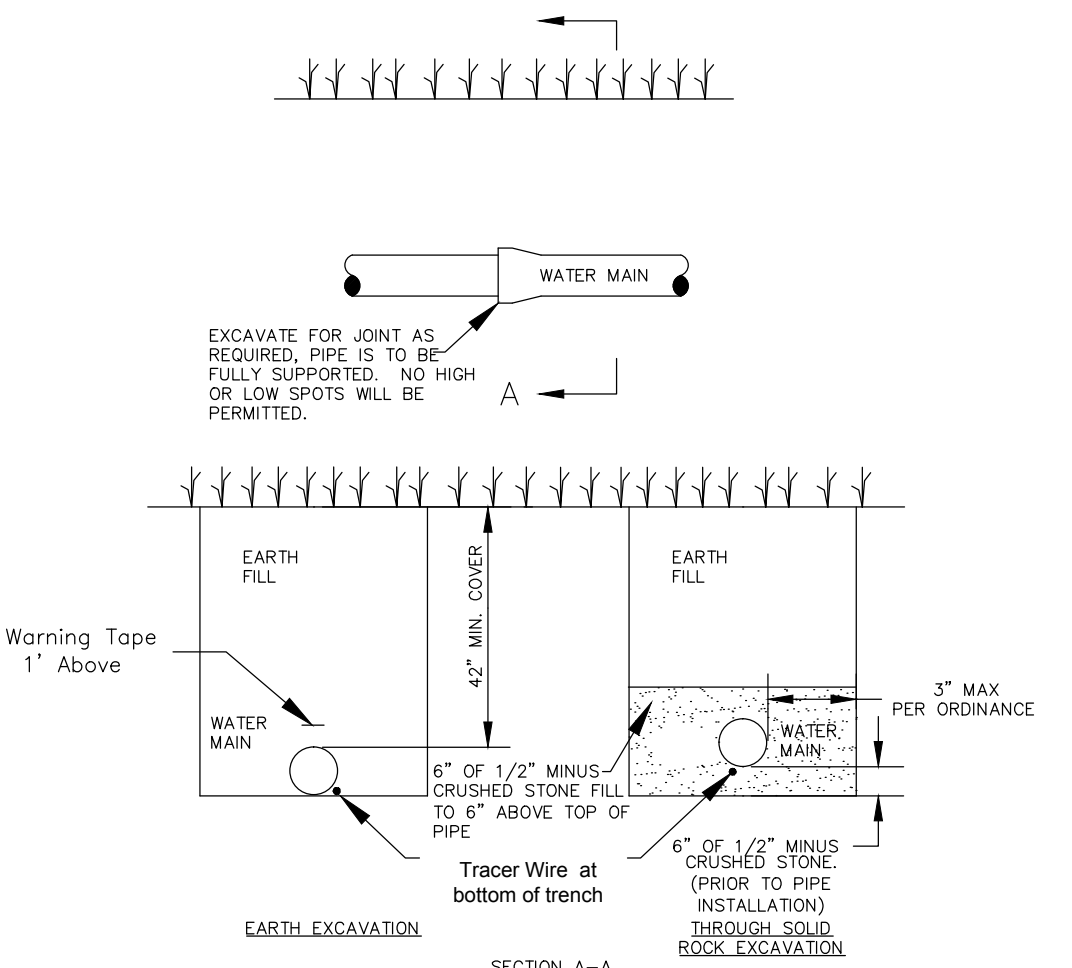 WATER MAIN
EXCAVATE FOR JOINT AS
REQUIRED, PIPE IS TO BE
FULLY SUPPORTED. NO HIGH
OR LOW SPOTS WILL BE
PERMITTED.
A
EARTH
FILL
42" MIN. COVER
EARTH
FILL
Warning Tape
1' Above
3" MAX
PER ORDINANCE
WATER
MAIN
WATER
MAIN
6" OF 1/2" MINUS
CRUSHED STONE FILL
TO 6" ABOVE TOP OF
PIPE
6" OF 1/2" MINUS
CRUSHED STONE.
(PRIOR TO PIPE
INSTALLATION)
Tracer Wire at
bottom of trench
EARTH EXCAVATION
THROUGH SOLID
ROCK EXCAVATION
SECTION A-A